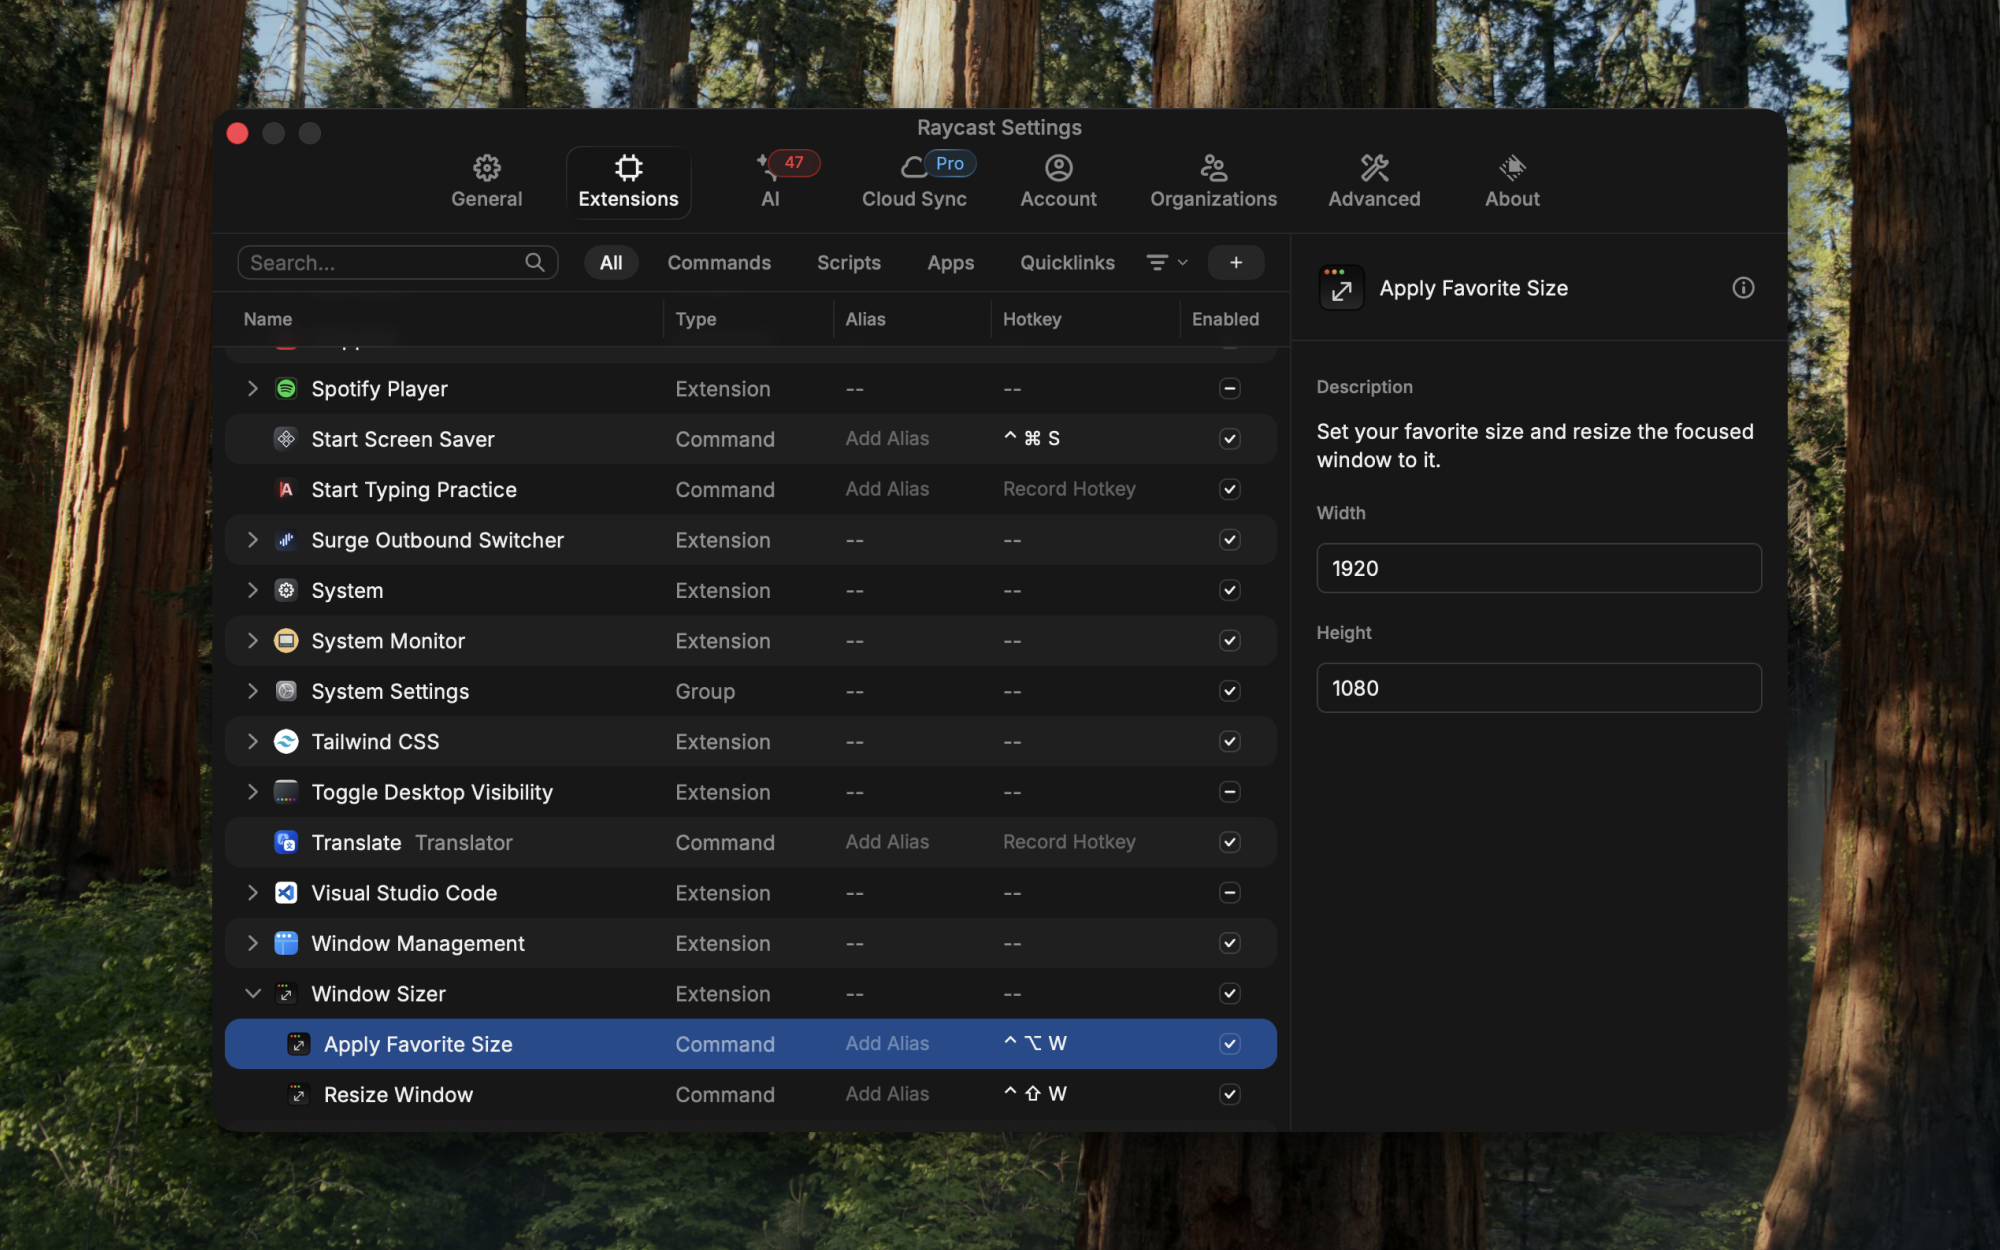 Raycast Settings
General
Extensions
47
AI
Pro
Cloud Sync
Account
Organizations
Advanced
About
Search...
All
Commands
Scripts
Apps
Quicklinks
+
Name
Type
Alias
Hotkey
Enabled
Spotify Player Extension -- --
Start Screen Saver Command Add Alias ^ ⌘ S
Start Typing Practice Command Add Alias Record Hotkey
Surge Outbound Switcher Extension -- --
System Extension -- --
System Monitor Extension -- --
System Settings Group -- --
Tailwind CSS Extension -- --
Toggle Desktop Visibility Extension -- --
Translate Translator Command Add Alias Record Hotkey
Visual Studio Code Extension -- --
Window Management Extension -- --
Window Sizer Extension -- --
Apply Favorite Size Command Add Alias ^ ⌥ W
Resize Window Command Add Alias ^ ⇧ W
Apply Favorite Size
Description
Set your favorite size and resize the focused
window to it.
Width
1920
Height
1080